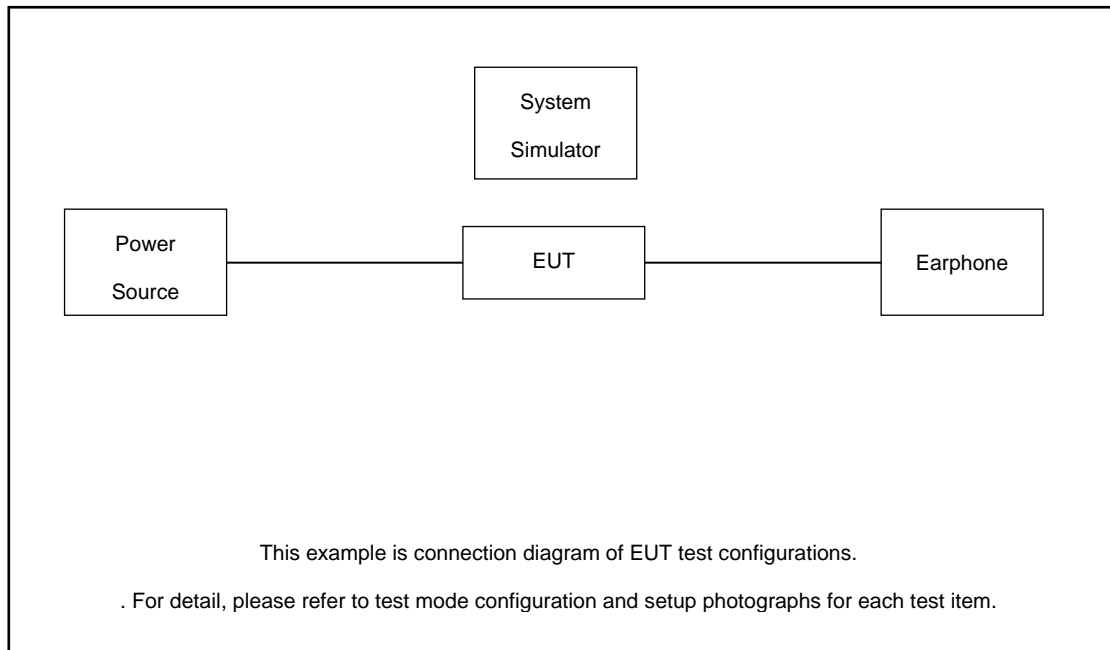 System
Simulator
Power
Source
EUT
Earphone
This example is connection diagram of EUT test configurations.
. For detail, please refer to test mode configuration and setup photographs for each test item.